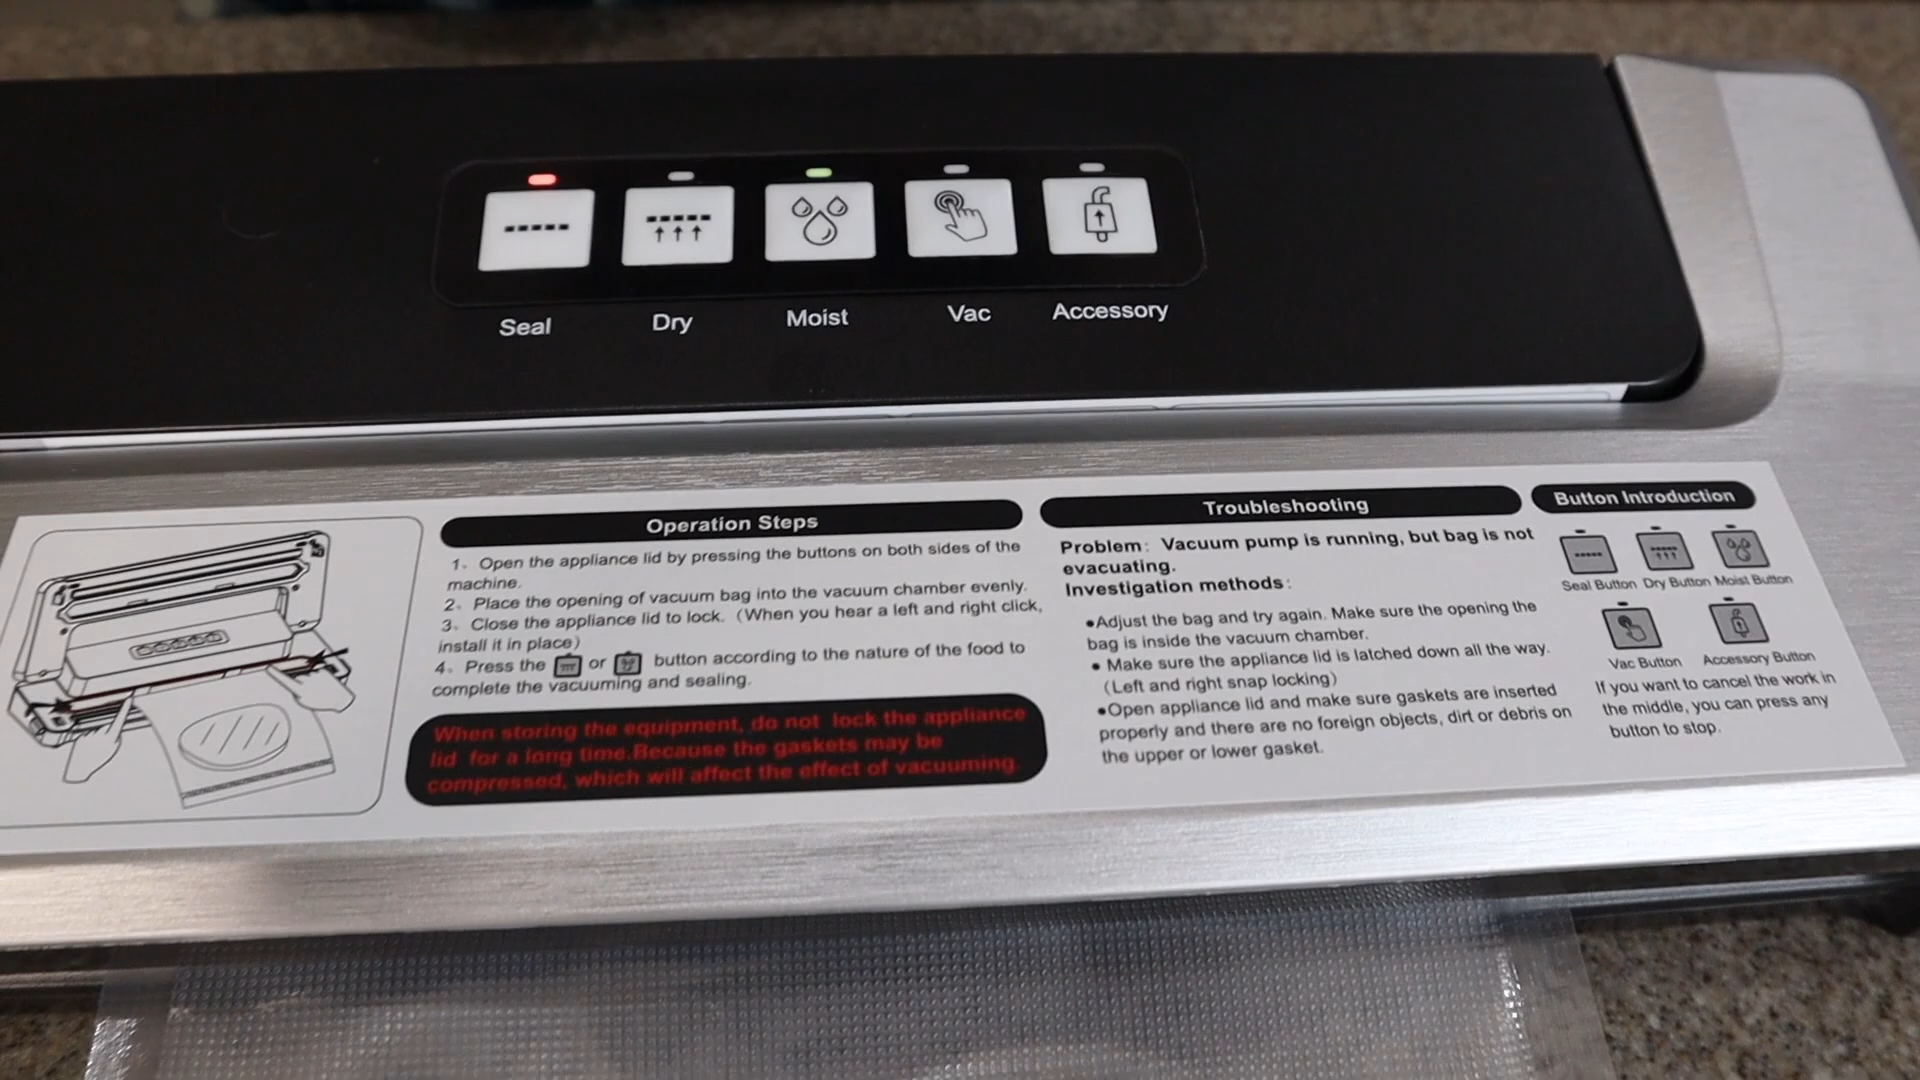 Seal
Dry
Moist
Vac
Accessory
Operation Steps
1、Open the appliance lid by pressing the buttons on both sides of the
machine.
2、Place the opening of vacuum bag into the vacuum chamber evenly.
3、Close the appliance lid to lock.（When you hear a left and right click,
install it in place）
4、Press the or button according to the nature of the food to
complete the vacuuming and sealing.
When storing the equipment, do not lock the appliance
lid for a long time.Because the gaskets may be
compressed, which will affect the effect of vacuuming.
Troubleshooting
Problem: Vacuum pump is running, but bag is not
evacuating.
Investigation methods:
●Adjust the bag and try again. Make sure the opening the
bag is inside the vacuum chamber.
● Make sure the appliance lid is latched down all the way.
（Left and right snap locking）
●Open appliance lid and make sure gaskets are inserted
properly and there are no foreign objects, dirt or debris on
the upper or lower gasket.
Button Introduction
Seal Button Dry Button Moist Button
Vac Button Accessory Button
If you want to cancel the work in
the middle, you can press any
button to stop.